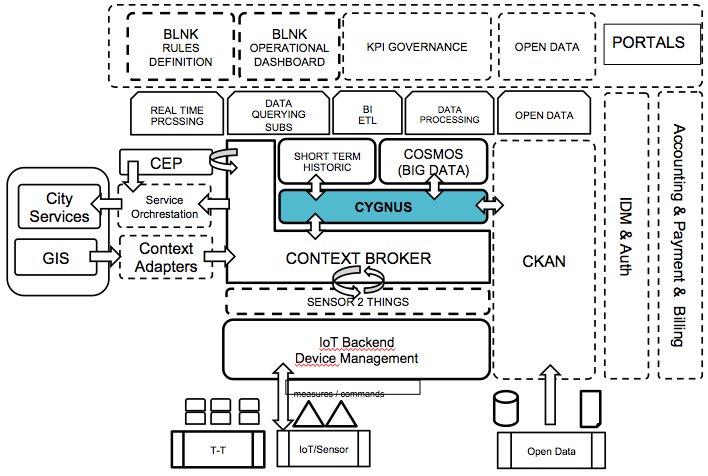 BLNK
RULES
DEFINITION
BLNK
OPERATIONAL
DASHBOARD
KPI GOVERNANCE
OPEN DATA
PORTALS
REAL TIME
PRCSSING
DATA
QUERYING
SUBS
BI
ETL
DATA
PROCESSING
OPEN DATA
CEP
SHORT TERM
HISTORIC
COSMOS
(BIG DATA)
City
Services
Service
Orchrestation
CYGNUS
GIS
Context
Adapters
CONTEXT BROKER
CKAN
IDM & Auth
Accounting & Payment & Billing
SENSOR 2 THINGS
IoT Backend
Device Management
measures / commands
T-T
IoT/Sensor
Open Data